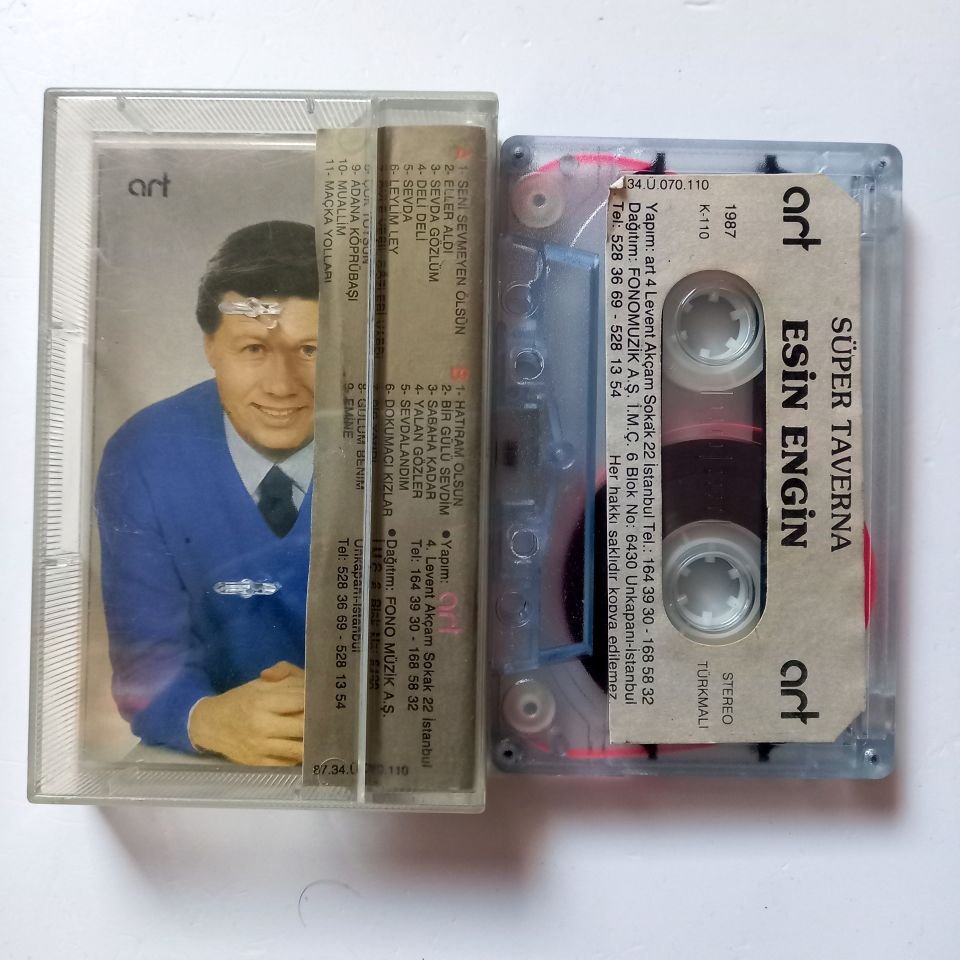 art
A
1- SENİ SEVMEYEN ÖLSÜN
2- ELLER ALDI
3- SEVDA GÖZLÜM
4- DELİ DELİ
5- SEVDA
6- LEYLIM LEY
9- ADANA KÖPRÜBAŞI
10- MUALLİM
11- MAÇKA YOLLARI
B
1- HATIRAM OLSUN
2- BİR GÜLÜ SEVDİM
3- SABAHA KADAR
4- YALAN GÖZLER
5- SEVDALANDIM
6- DOKUMACI KIZLAR
8- GÜLÜM BENİM
9- EMİNE
● Yapım: art
4. Levent Akçam Sokak 22 İstanbul
Tel: 164 39 30 - 168 58 32
● Dağıtım: FONO MÜZİK A.Ş.
Unkapanı-İstanbul
Tel: 528 36 69 - 528 13 54
87.34.Ü.070.110
SÜPER TAVERNA
art ESİN ENGİN art
1987
K-110
STEREO
TÜRKMALI
Yapım: art 4 Levent Akçam Sokak 22 İstanbul Tel.: 164 39 30 - 168 58 32
Dağıtım: FONOMUZİK A.Ş. İ.M.Ç. 6 Blok No: 6430 Unkapanı-İstanbul
Tel: 528 36 69 - 528 13 54 Her hakkı saklıdır kopya edilemez
34.Ü.070.110